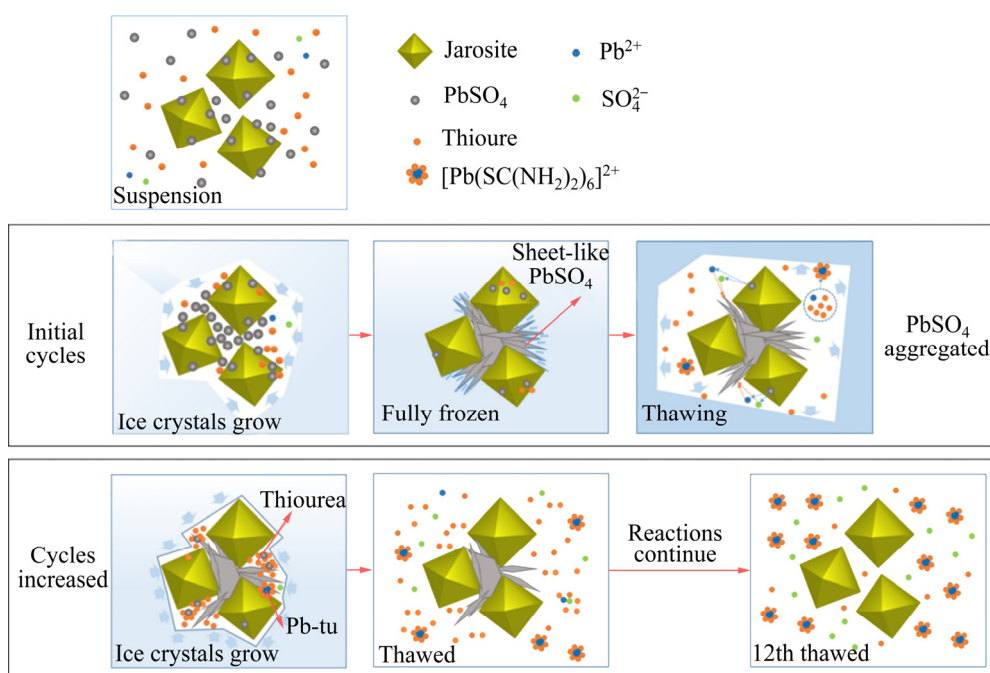 Jarosite
Pb2+
PbSO4
SO42−
Thioure
[Pb(SC(NH2)2)6]2+
Suspension
Initial
cycles
Ice crystals grow
Sheet-like
PbSO4
Fully frozen
Thawing
PbSO4
aggregated
Cycles
increased
Thiourea
Pb-tu
Ice crystals grow
Thawed
Reactions
continue
12th thawed